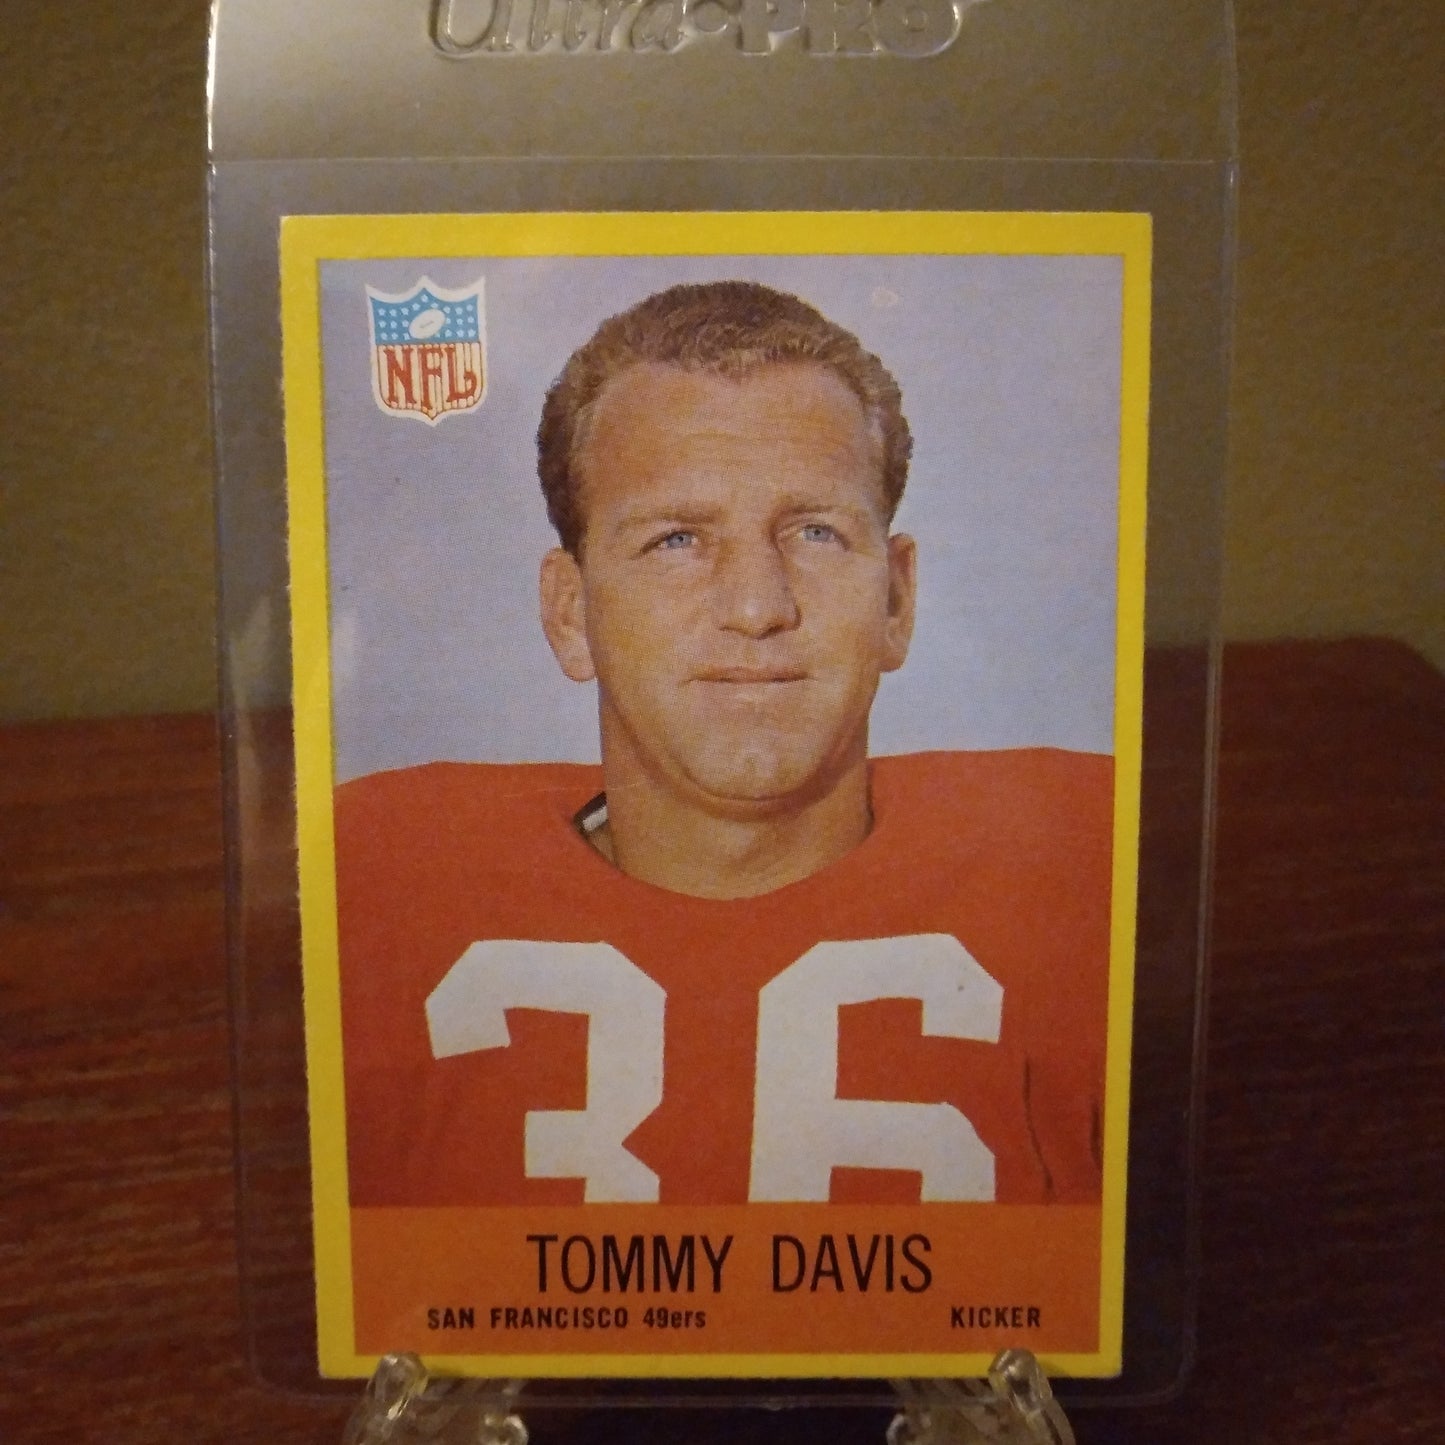 Ultra·PRO
NFL
36
TOMMY DAVIS
SAN FRANCISCO 49ers KICKER